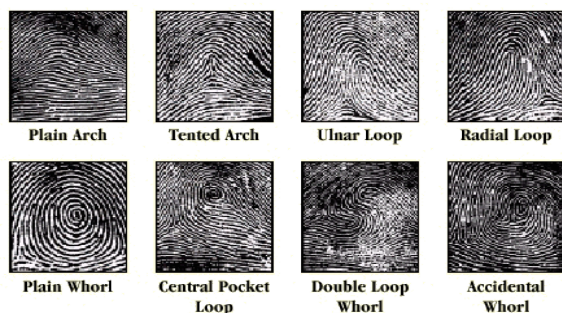 Plain Arch Tented Arch Ulnar Loop Radial Loop
Plain Whorl Central Pocket Double Loop Accidental
Loop Whorl Whorl